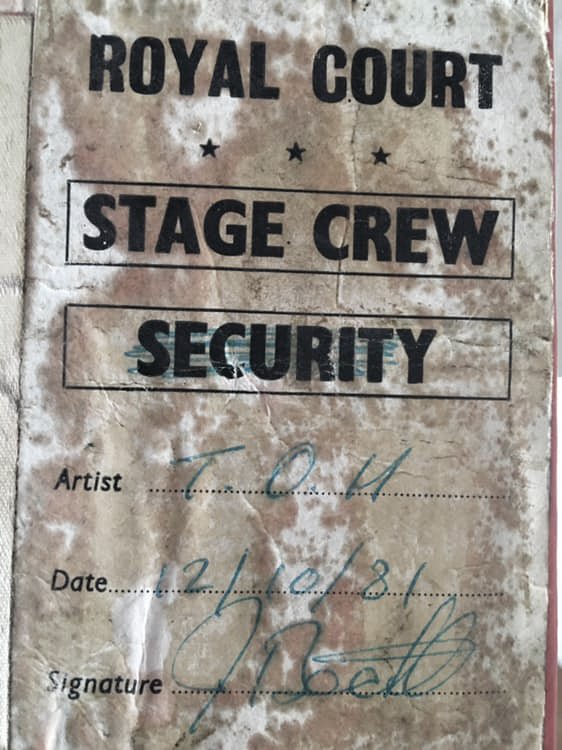 ROYAL COURT
★ ★ ★
STAGE CREW
SECURITY
Artist T. O. H
Date 12/10/81
Signature